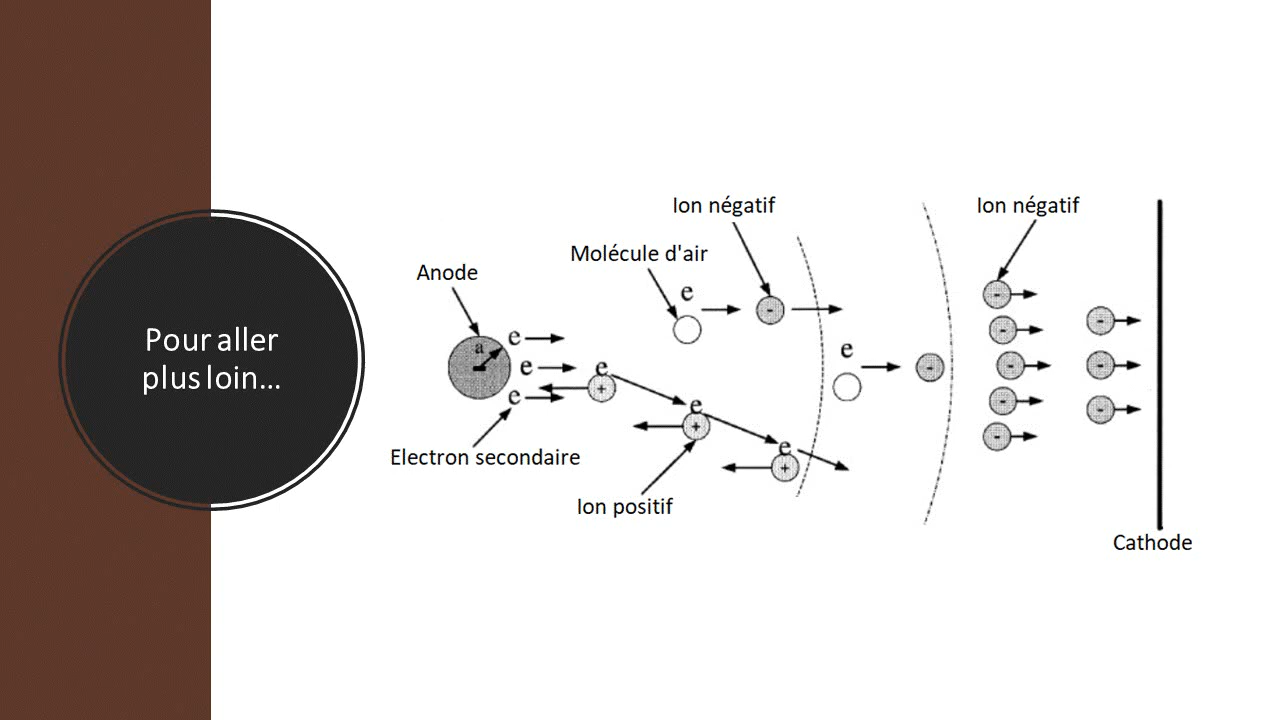 Pour aller
plus loin...
Ion négatif
Ion négatif
Molécule d'air
Anode
e
e
a
e
e
e
e
e
e
e
-
-
-
-
-
-
-
-
-
-
+
+
+
Electron secondaire
Ion positif
Cathode